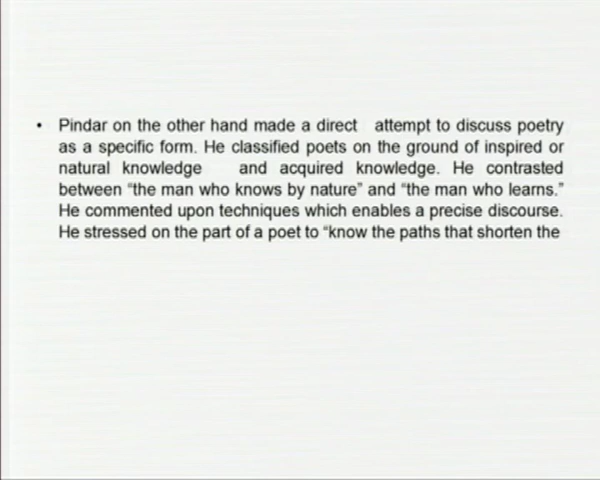 • Pindar on the other hand made a direct attempt to discuss poetry
as a specific form. He classified poets on the ground of inspired or
natural knowledge and acquired knowledge. He contrasted
between “the man who knows by nature” and “the man who learns.”
He commented upon techniques which enables a precise discourse.
He stressed on the part of a poet to “know the paths that shorten the